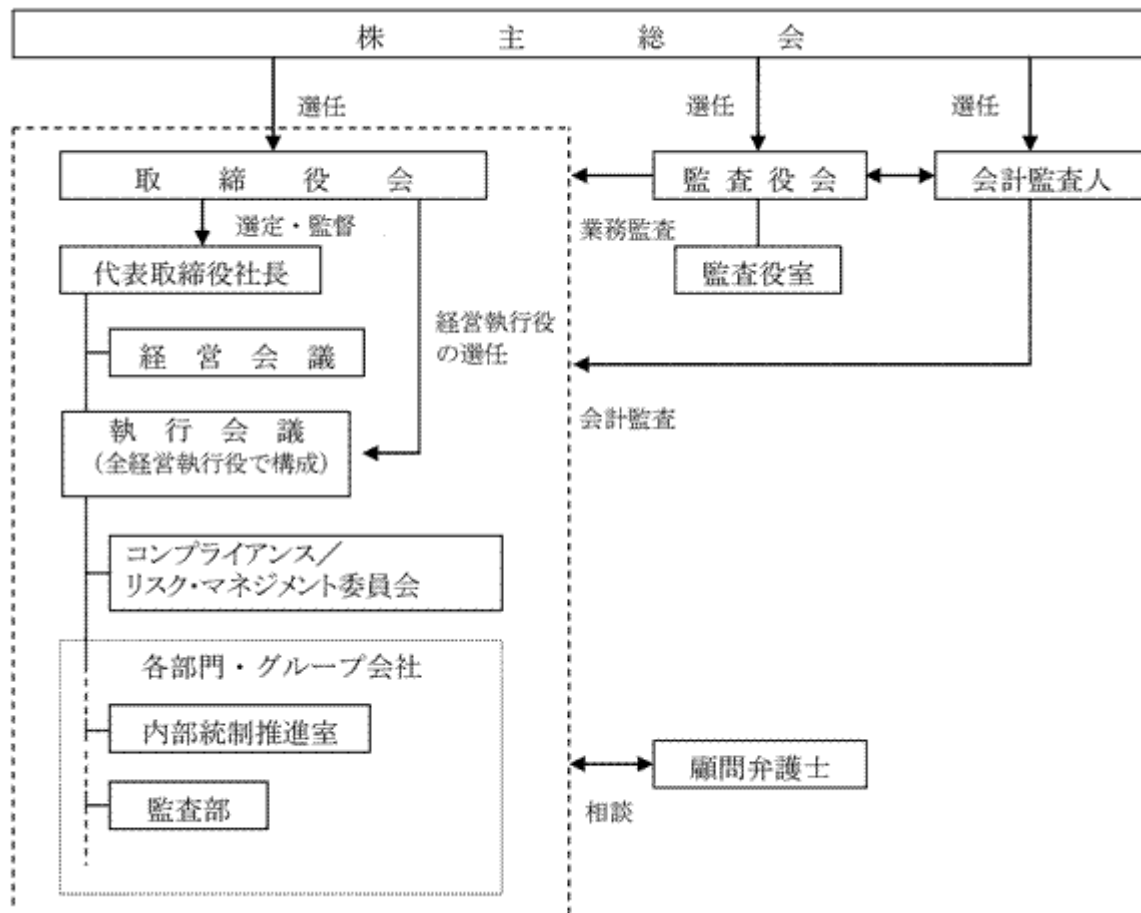 株主総会
選任
選任
選任
取締役会
監査役会
会計監査人
選定・監督
業務監査
代表取締役社長
監査役室
経営会議
経営執行役
の選任
執行会議
(全経営執行役で構成)
会計監査
コンプライアンス／
リスク・マネジメント委員会
各部門・グループ会社
内部統制推進室
顧問弁護士
監査部
相談